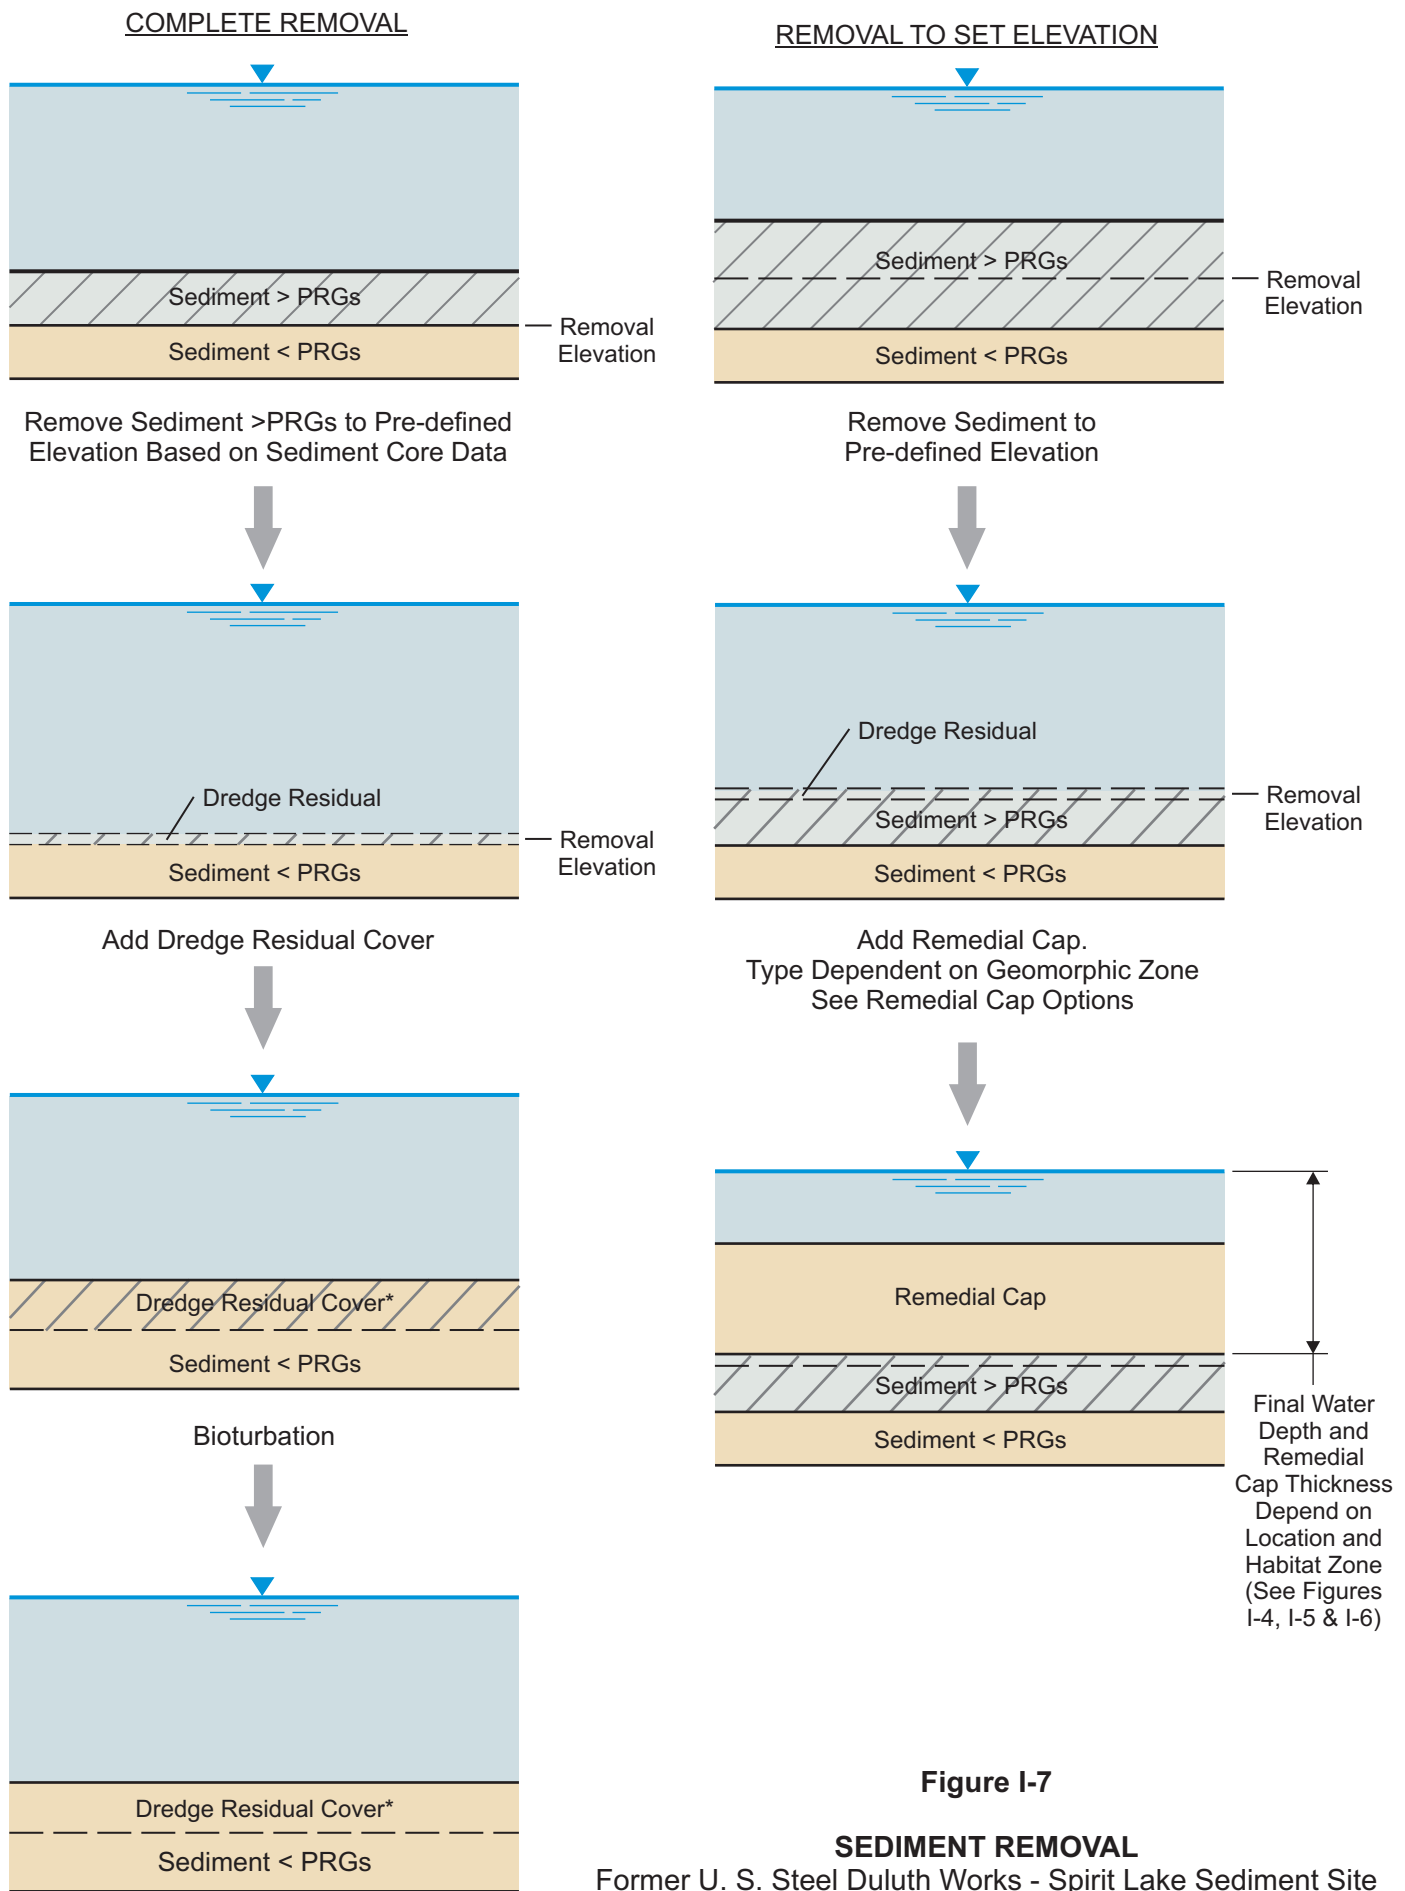 COMPLETE REMOVAL
Sediment > PRGs
Sediment < PRGs
Removal
Elevation
Remove Sediment >PRGs to Pre-defined
Elevation Based on Sediment Core Data
Dredge Residual
Sediment < PRGs
Removal
Elevation
Add Dredge Residual Cover
Dredge Residual Cover*
Sediment < PRGs
Bioturbation
Dredge Residual Cover*
Sediment < PRGs
REMOVAL TO SET ELEVATION
Sediment > PRGs
Sediment < PRGs
Removal
Elevation
Remove Sediment to
Pre-defined Elevation
Dredge Residual
Sediment > PRGs
Sediment < PRGs
Removal
Elevation
Add Remedial Cap.
Type Dependent on Geomorphic Zone
See Remedial Cap Options
Remedial Cap
Sediment > PRGs
Sediment < PRGs
Final Water
Depth and
Remedial
Cap Thickness
Depend on
Location and
Habitat Zone
(See Figures
I-4, I-5 & I-6)
Figure I-7
SEDIMENT REMOVAL
Former U. S. Steel Duluth Works - Spirit Lake Sediment Site